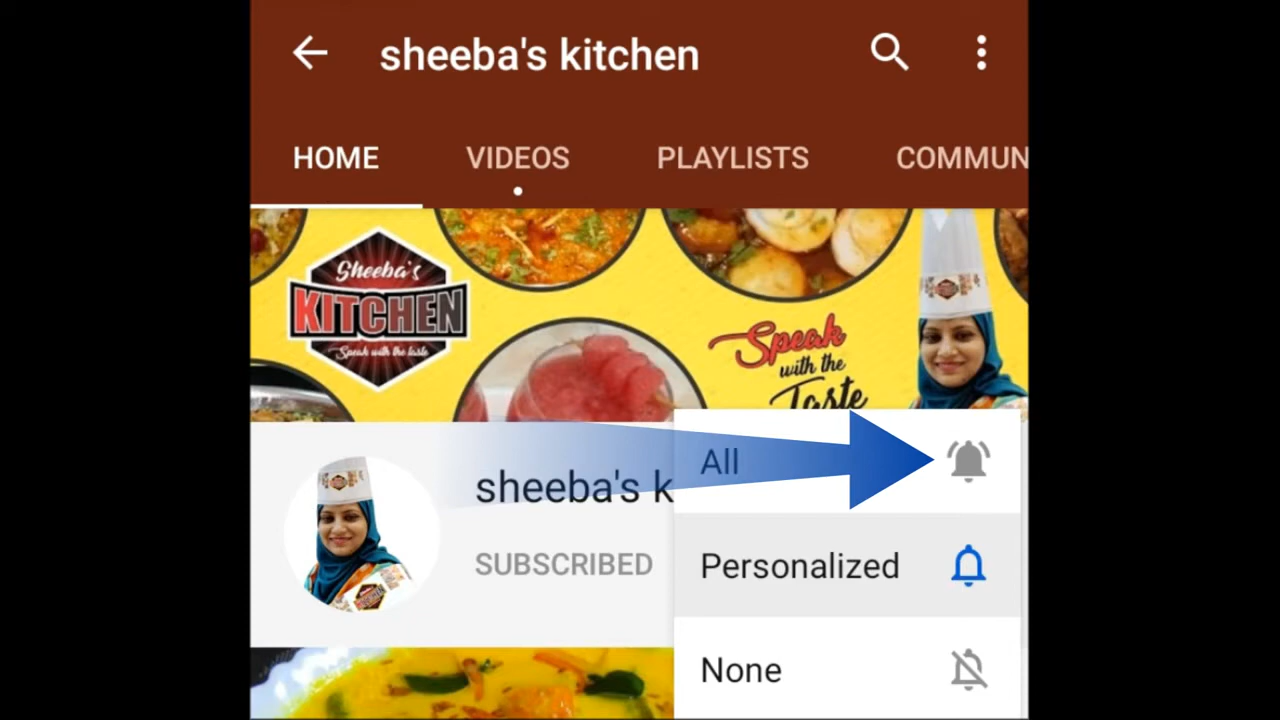 sheeba's kitchen
HOME VIDEOS PLAYLISTS COMMUN
Sheeba's
KITCHEN
Speak with the taste
Speak
with the
Taste
All
sheeba's k
SUBSCRIBED
Personalized
None